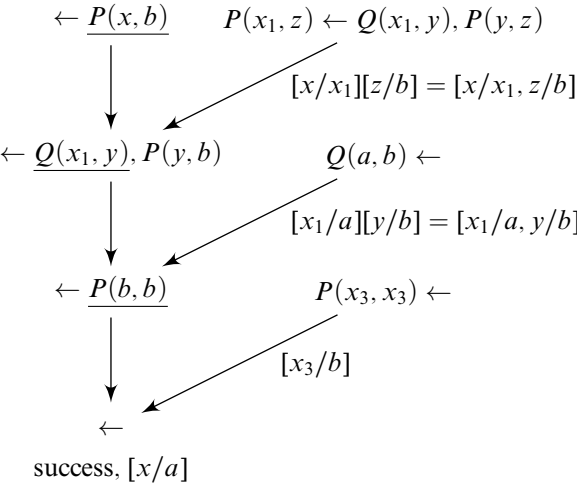 ← P(x, b) P(x₁, z) ← Q(x₁, y), P(y, z)
[x/x₁][z/b] = [x/x₁, z/b]
← Q(x₁, y), P(y, b) Q(a, b) ←
[x₁/a][y/b] = [x₁/a, y/b]
← P(b, b) P(x₃, x₃) ←
[x₃/b]
←
success, [x/a]